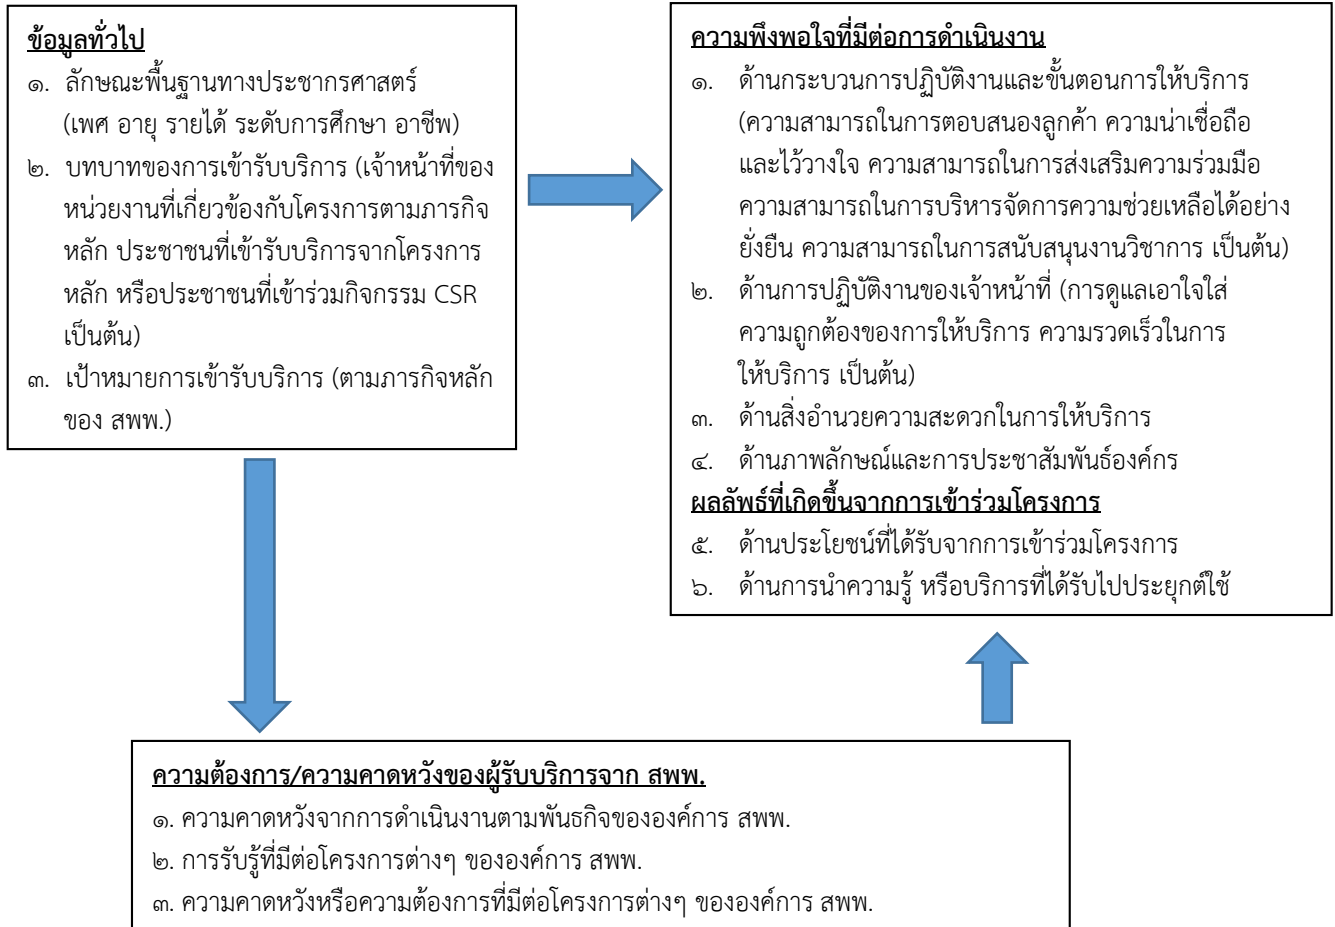 ข้อมูลทั่วไป
๑. ลักษณะพื้นฐานทางประชากรศาสตร์
(เพศ อายุ รายได้ ระดับการศึกษา อาชีพ)
๒. บทบาทของการเข้ารับบริการ (เจ้าหน้าที่ของ
หน่วยงานที่เกี่ยวข้องกับโครงการตามภารกิจ
หลัก ประชาชนที่เข้ารับบริการจากโครงการ
หลัก หรือประชาชนที่เข้าร่วมกิจกรรม CSR
เป็นต้น)
๓. เป้าหมายการเข้ารับบริการ (ตามภารกิจหลัก
ของ สพพ.)
ความพึงพอใจที่มีต่อการดำเนินงาน
๑. ด้านกระบวนการปฏิบัติงานและขั้นตอนการให้บริการ
(ความสามารถในการตอบสนองลูกค้า ความน่าเชื่อถือ
และไว้วางใจ ความสามารถในการส่งเสริมความร่วมมือ
ความสามารถในการบริหารจัดการความช่วยเหลือได้อย่าง
ยั่งยืน ความสามารถในการสนับสนุนงานวิชาการ เป็นต้น)
๒. ด้านการปฏิบัติงานของเจ้าหน้าที่ (การดูแลเอาใจใส่
ความถูกต้องของการให้บริการ ความรวดเร็วในการ
ให้บริการ เป็นต้น)
๓. ด้านสิ่งอำนวยความสะดวกในการให้บริการ
๔. ด้านภาพลักษณ์และการประชาสัมพันธ์องค์กร
ผลลัพธ์ที่เกิดขึ้นจากการเข้าร่วมโครงการ
๕. ด้านประโยชน์ที่ได้รับจากการเข้าร่วมโครงการ
๖. ด้านการนำความรู้ หรือบริการที่ได้รับไปประยุกต์ใช้
ความต้องการ/ความคาดหวังของผู้รับบริการจาก สพพ.
๑. ความคาดหวังจากการดำเนินงานตามพันธกิจขององค์การ สพพ.
๒. การรับรู้ที่มีต่อโครงการต่างๆ ขององค์การ สพพ.
๓. ความคาดหวังหรือความต้องการที่มีต่อโครงการต่างๆ ขององค์การ สพพ.